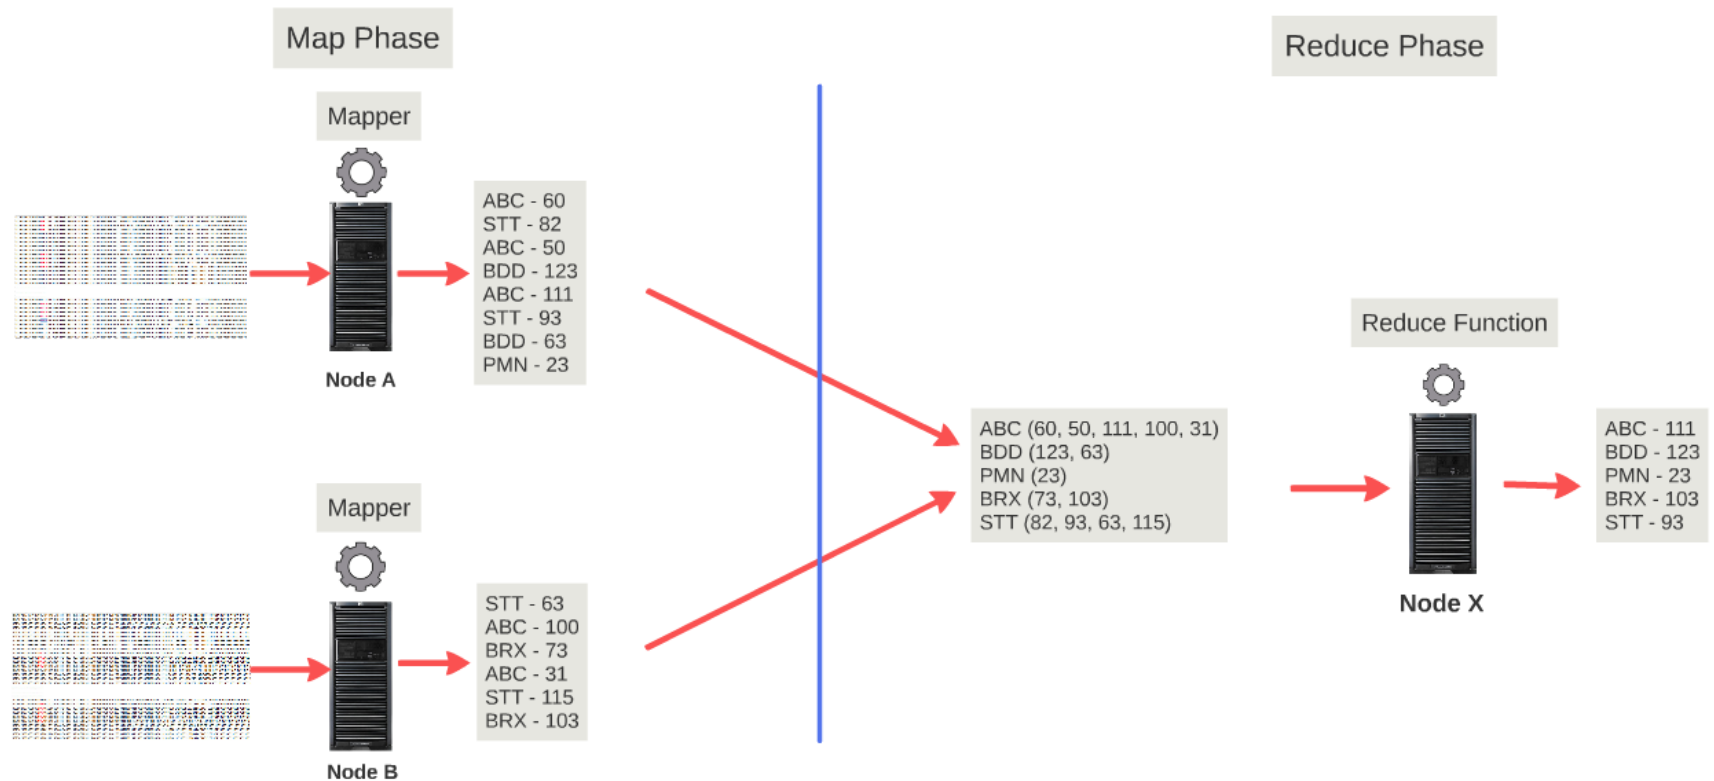 Map Phase
Reduce Phase
Mapper
ABC - 60
STT - 82
ABC - 50
BDD - 123
ABC - 111
STT - 93
BDD - 63
PMN - 23
Node A
Mapper
STT - 63
ABC - 100
BRX - 73
ABC - 31
STT - 115
BRX - 103
Node B
ABC (60, 50, 111, 100, 31)
BDD (123, 63)
PMN (23)
BRX (73, 103)
STT (82, 93, 63, 115)
Reduce Function
Node X
ABC - 111
BDD - 123
PMN - 23
BRX - 103
STT - 93